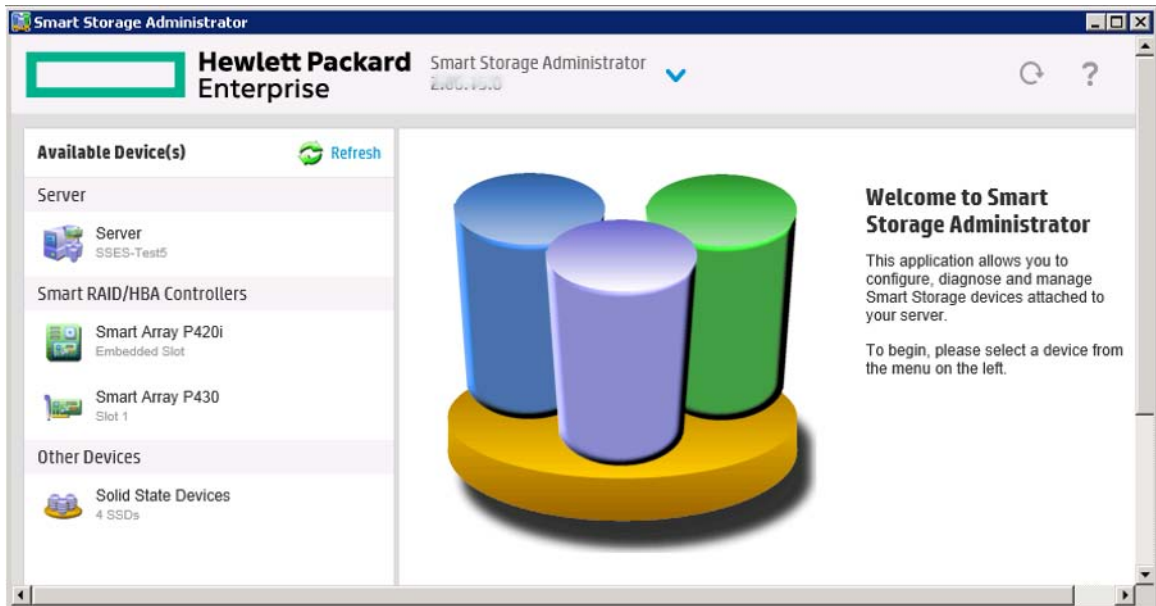 Smart Storage Administrator
Hewlett Packard
Enterprise
Smart Storage Administrator
?
Available Device(s)
Refresh
Server
Server
SSES-Test5
Smart RAID/HBA Controllers
Smart Array P420i
Embedded Slot
Smart Array P430
Slot 1
Other Devices
Solid State Devices
4 SSDs
Welcome to Smart
Storage Administrator
This application allows you to
configure, diagnose and manage
Smart Storage devices attached to
your server.
To begin, please select a device from
the menu on the left.